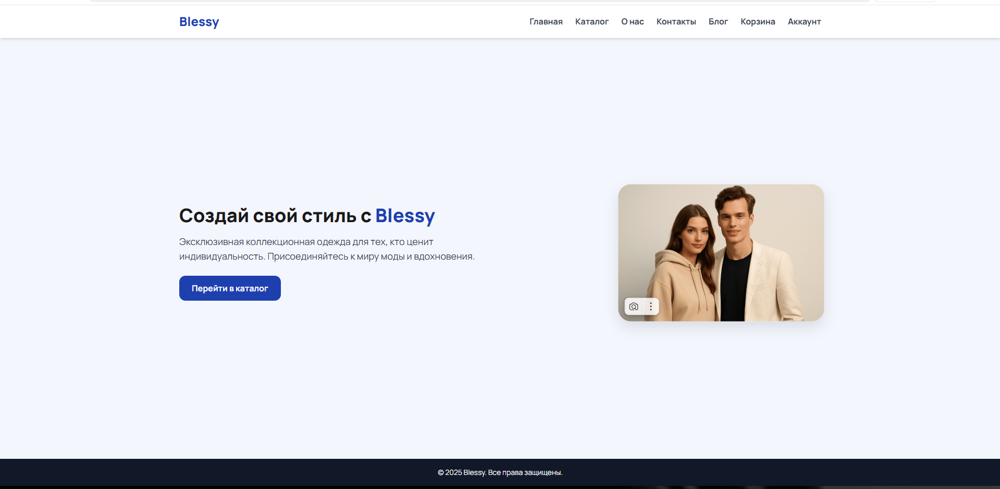 Blessy
Главная Каталог О нас Контакты Блог Корзина Аккаунт
Создай свой стиль с Blessy
Эксклюзивная коллекционная одежда для тех, кто ценит
индивидуальность. Присоединяйтесь к миру моды и вдохновения.
Перейти в каталог
© 2025 Blessy. Все права защищены.